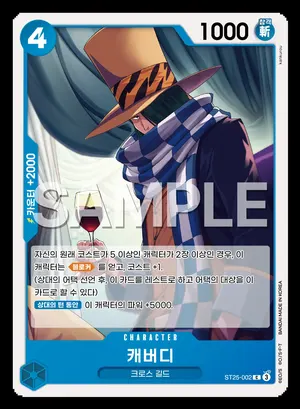 4
1000
참격
斬
카운터 +2000
SAMPLE
자신의 원래 코스트가 5 이상인 캐릭터가 2장 이상인 경우, 이
캐릭터는 블로커 를 얻고, 코스트 +1.
(상대의 어택 선언 후, 이 카드를 레스트로 하고 어택의 대상을 이
카드로 할 수 있다)
상대의 턴 동안 이 캐릭터의 파워 +5000.
CHARACTER
캐버디
크로스 길드
ST25-002 C
BANDAI MADE IN KOREA